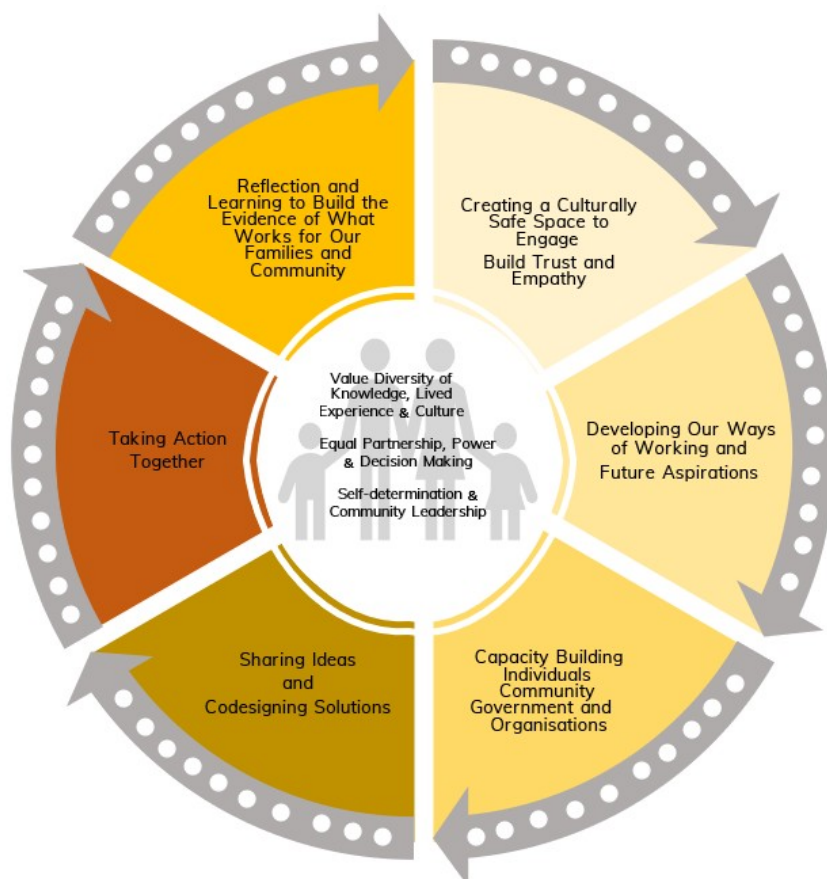 Reflection and
Learning to Build the
Evidence of What
Works for Our
Families and
Community
Creating a Culturally
Safe Space to
Engage
Build Trust and
Empathy
Value Diversity of
Knowledge, Lived
Experience & Culture
Equal Partnership, Power
& Decision Making
Self-determination &
Community Leadership
Taking Action
Together
Developing Our Ways
of Working and
Future Aspirations
Sharing Ideas
and
Codesigning Solutions
Capacity Building
Individuals
Community
Government and
Organisations